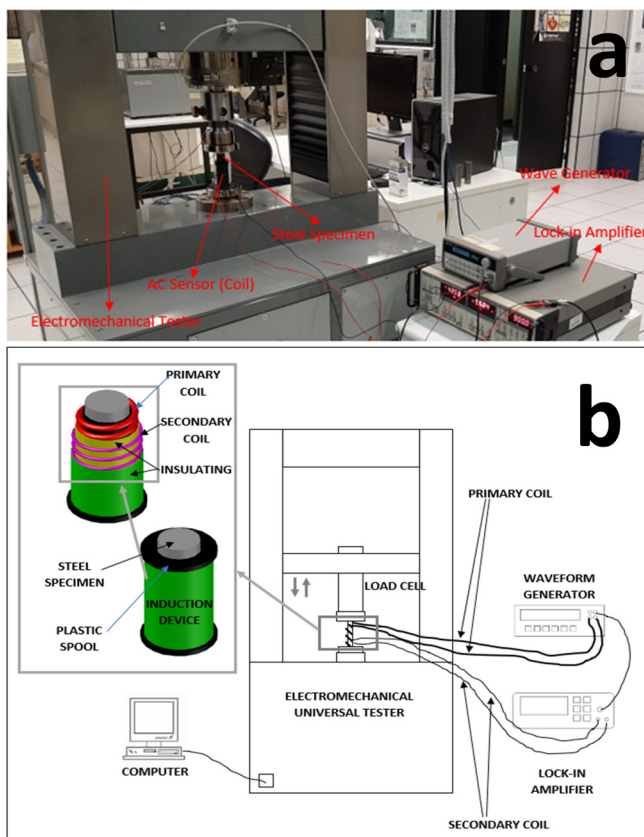 a
Wave Generator
Lock-in Amplifier
Steel Specimen
AC Sensor (Coil)
Electromechanical Tester
b
PRIMARY
COIL
SECONDARY
COIL
INSULATING
STEEL
SPECIMEN
INDUCTION
DEVICE
PLASTIC
SPOOL
PRIMARY COIL
LOAD CELL
WAVEFORM
GENERATOR
ELECTROMECHANICAL
UNIVERSAL TESTER
COMPUTER
LOCK-IN
AMPLIFIER
SECONDARY COIL